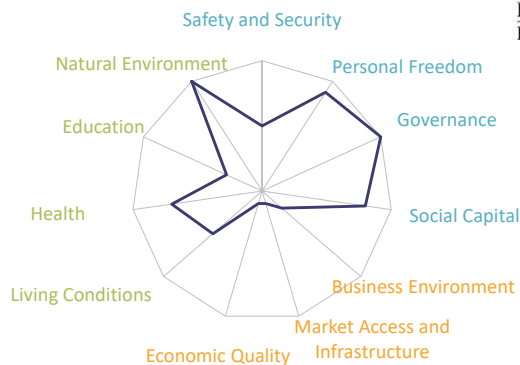 Safety and Security
Natural Environment
Personal Freedom
Education
Governance
Health
Social Capital
Living Conditions
Business Environment
Market Access and
Infrastructure
Economic Quality